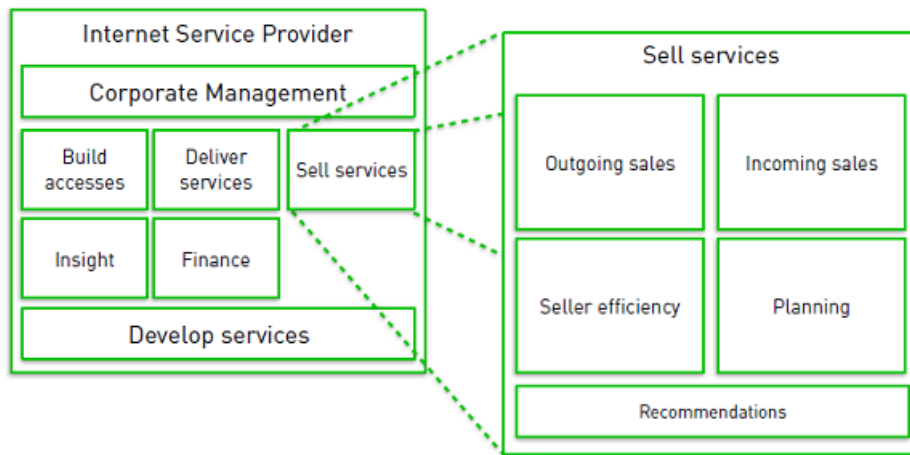 Internet Service Provider
Corporate Management
Build
accesses
Deliver
services
Sell services
Insight
Finance
Develop services
Sell services
Outgoing sales
Incoming sales
Seller efficiency
Planning
Recommendations